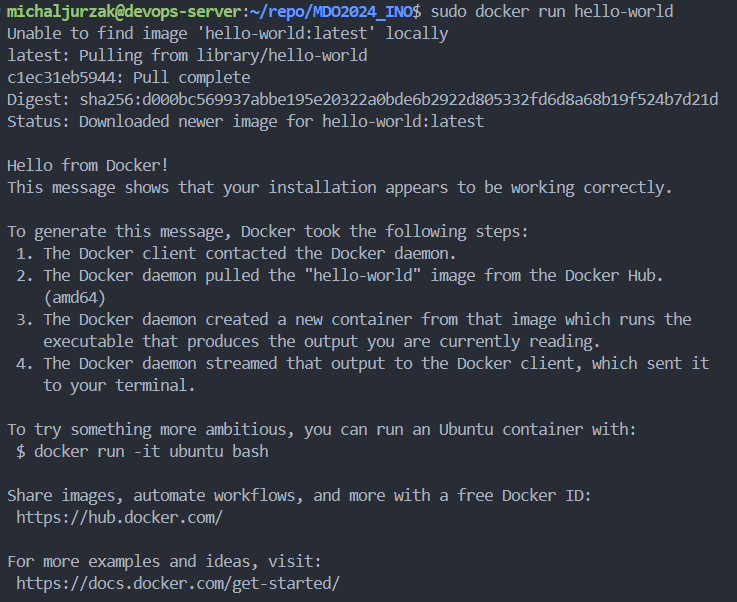 michaljurzak@devops-server:~/repo/MDO2024_INO$ sudo docker run hello-world
Unable to find image 'hello-world:latest' locally
latest: Pulling from library/hello-world
c1ec31eb5944: Pull complete
Digest: sha256:d000bc569937abbe195e20322a0bde6b2922d805332fd6d8a68b19f524b7d21d
Status: Downloaded newer image for hello-world:latest

Hello from Docker!
This message shows that your installation appears to be working correctly.

To generate this message, Docker took the following steps:
 1. The Docker client contacted the Docker daemon.
 2. The Docker daemon pulled the "hello-world" image from the Docker Hub.
    (amd64)
 3. The Docker daemon created a new container from that image which runs the
    executable that produces the output you are currently reading.
 4. The Docker daemon streamed that output to the Docker client, which sent it
    to your terminal.

To try something more ambitious, you can run an Ubuntu container with:
 $ docker run -it ubuntu bash

Share images, automate workflows, and more with a free Docker ID:
 https://hub.docker.com/

For more examples and ideas, visit:
 https://docs.docker.com/get-started/